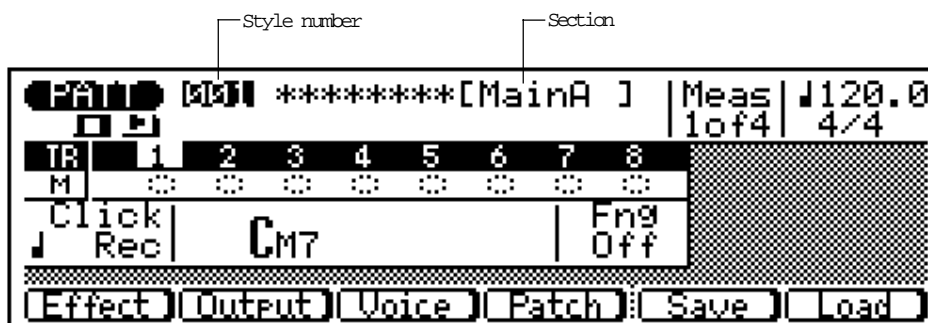 Style number
Section
PATT 001 ********[MainA ] Meas ♩120.0
1of4 4/4
TR 1 2 3 4 5 6 7 8
M
Click Fng
♩ Rec CM7 Off
Effect Output Voice Patch Save Load